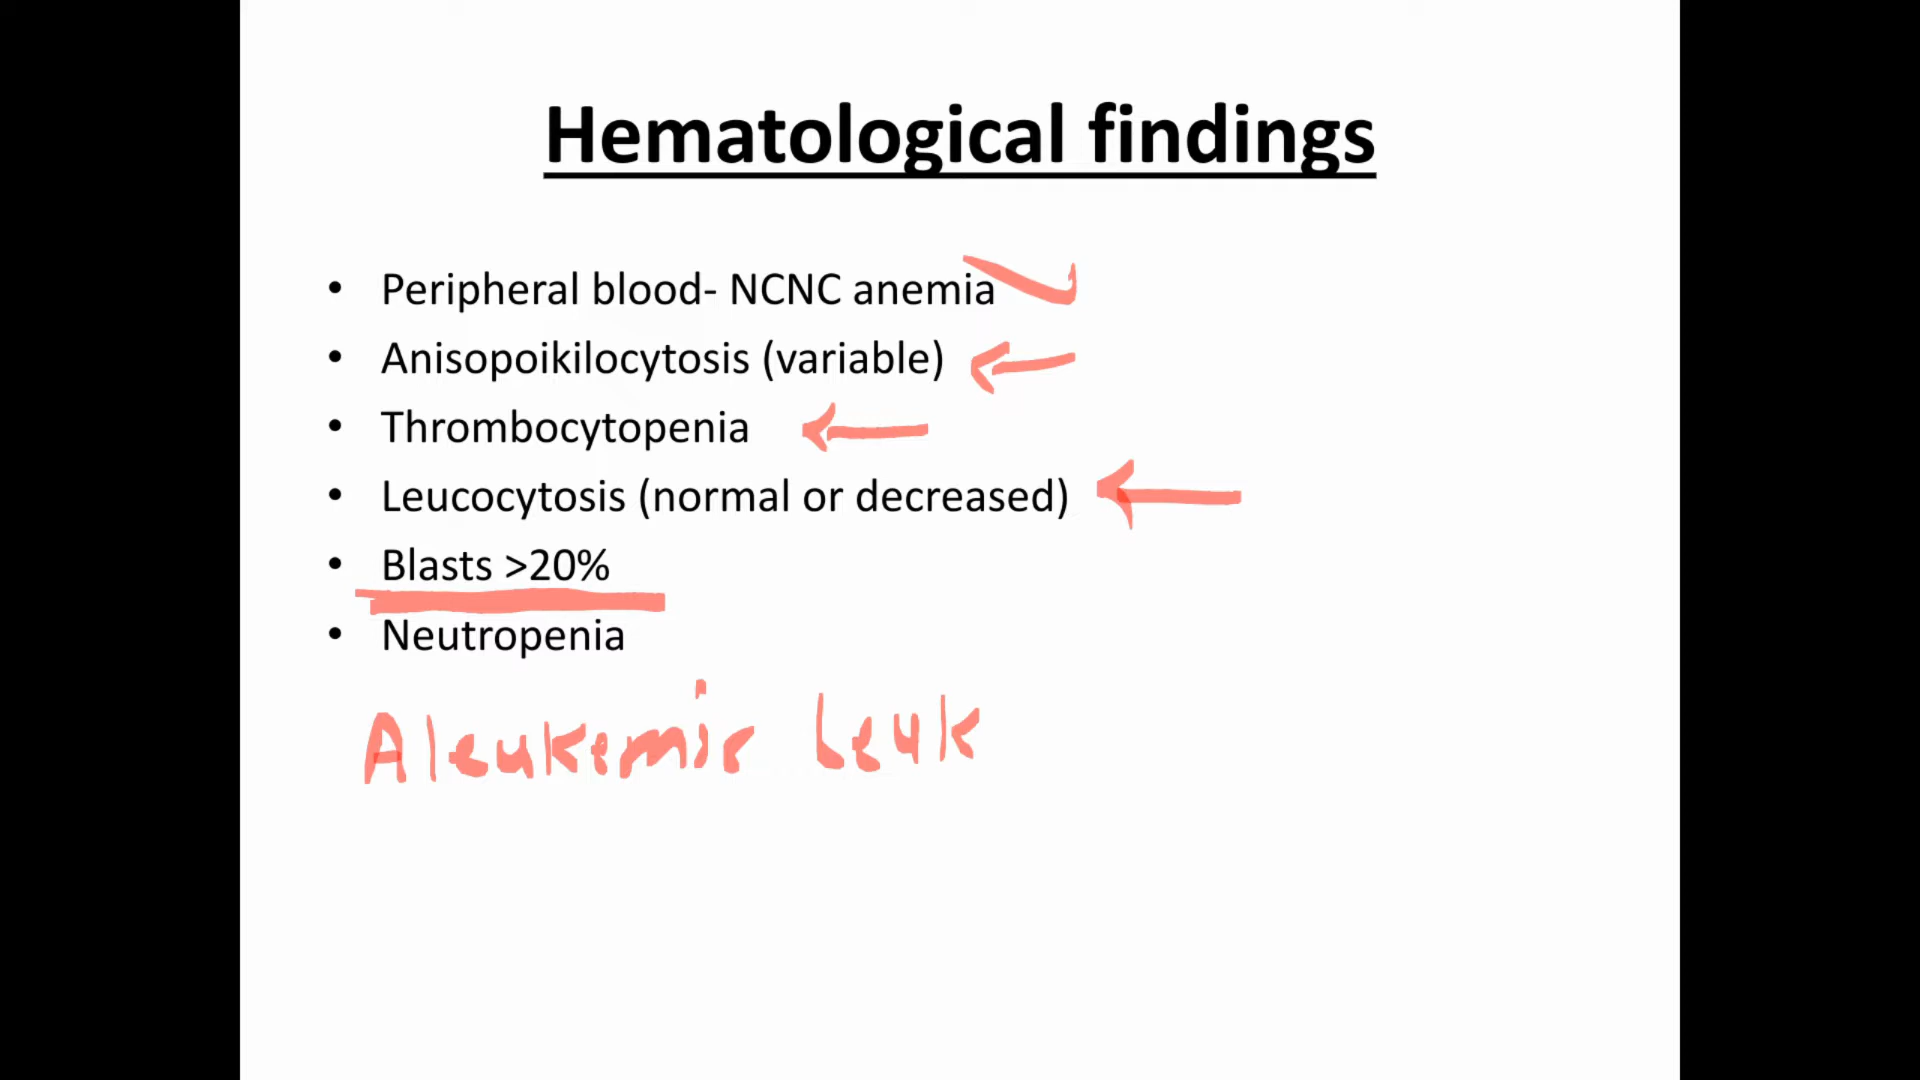 Hematological findings
• Peripheral blood- NCNC anemia
• Anisopoikilocytosis (variable)
• Thrombocytopenia
• Leucocytosis (normal or decreased)
• Blasts >20%
• Neutropenia
Aleukemic Leuk